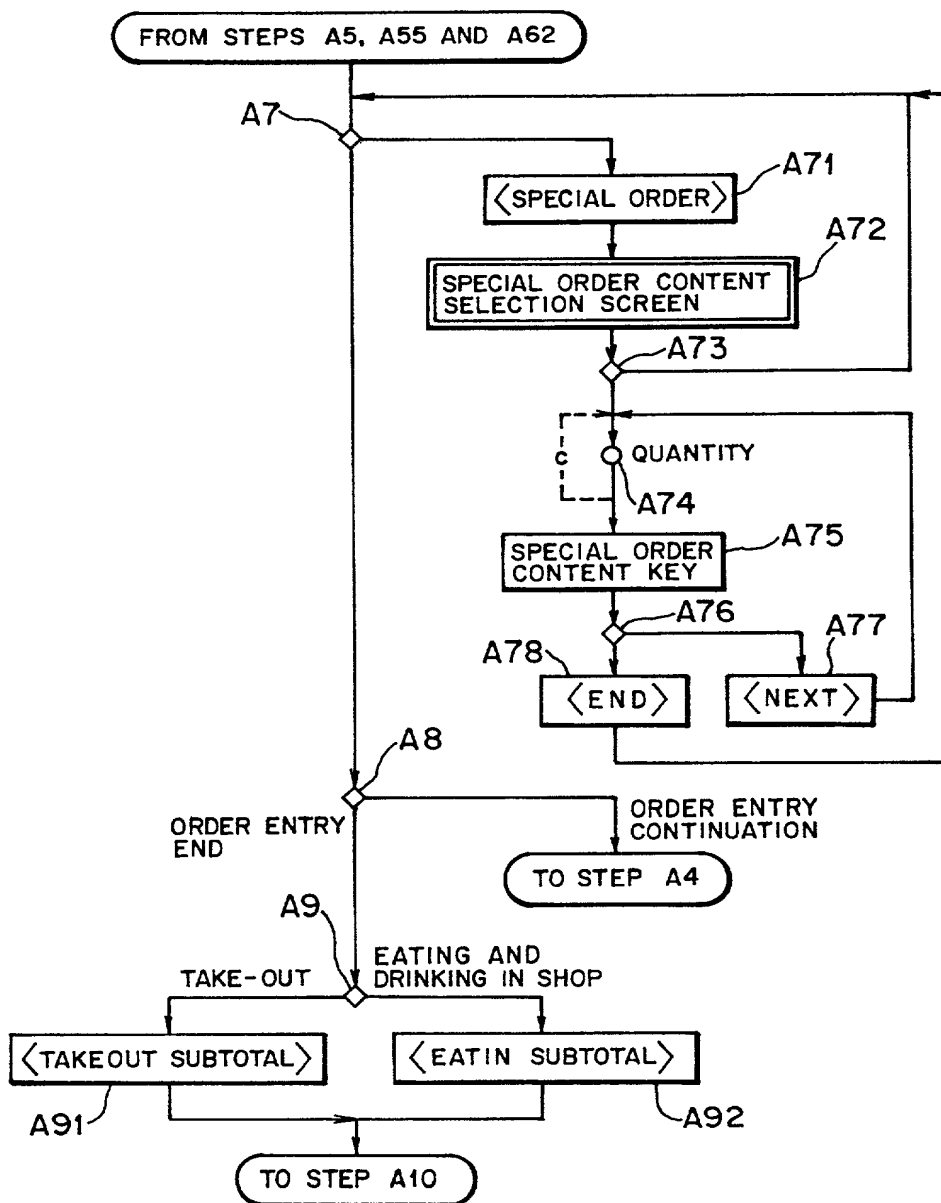 FROM STEPS A5, A55 AND A62
A7
A71
〈SPECIAL ORDER〉
A72
SPECIAL ORDER CONTENT
SELECTION SCREEN
A73
C
QUANTITY
A74
A75
SPECIAL ORDER
CONTENT KEY
A76
A77
A78
〈END〉
〈NEXT〉
A8
ORDER ENTRY
END
ORDER ENTRY
CONTINUATION
TO STEP A4
A9
EATING AND
DRINKING IN SHOP
TAKE-OUT
〈TAKEOUT SUBTOTAL〉
〈EATIN SUBTOTAL〉
A91
A92
TO STEP A10